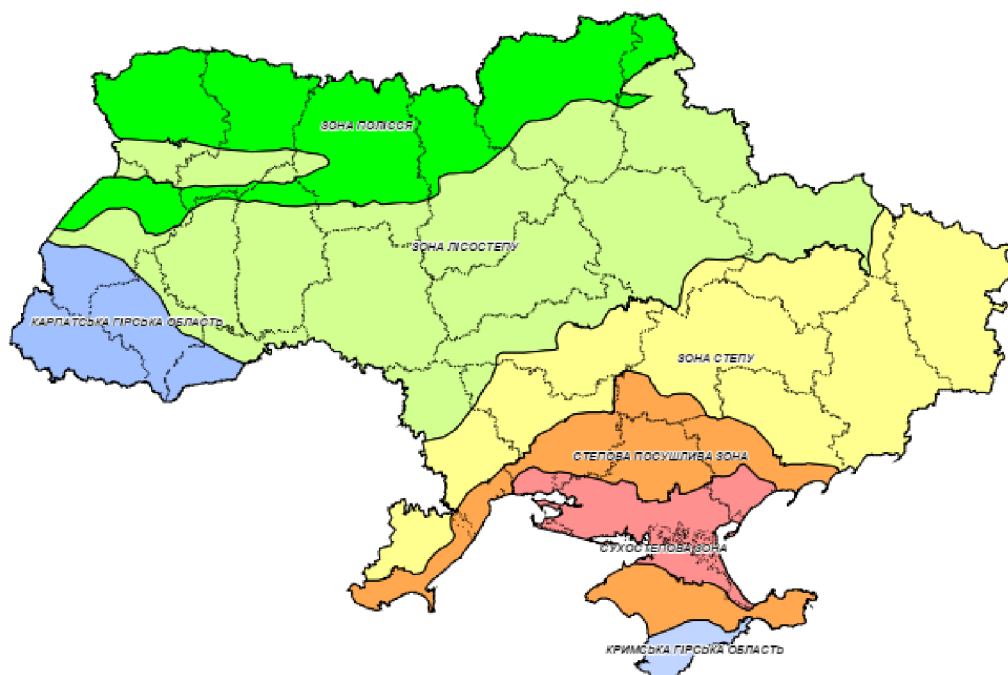 ЗОНА ПОЛІССЯ
ЗОНА ЛІСОСТЕПУ
КАРПАТСЬКА ГІРСЬКА ОБЛАСТЬ
ЗОНА СТЕПУ
СТЕПОВА ПОСУШЛИВА ЗОНА
СУХОСТЕПОВА ЗОНА
КРИМСЬКА ГІРСЬКА ОБЛАСТЬ